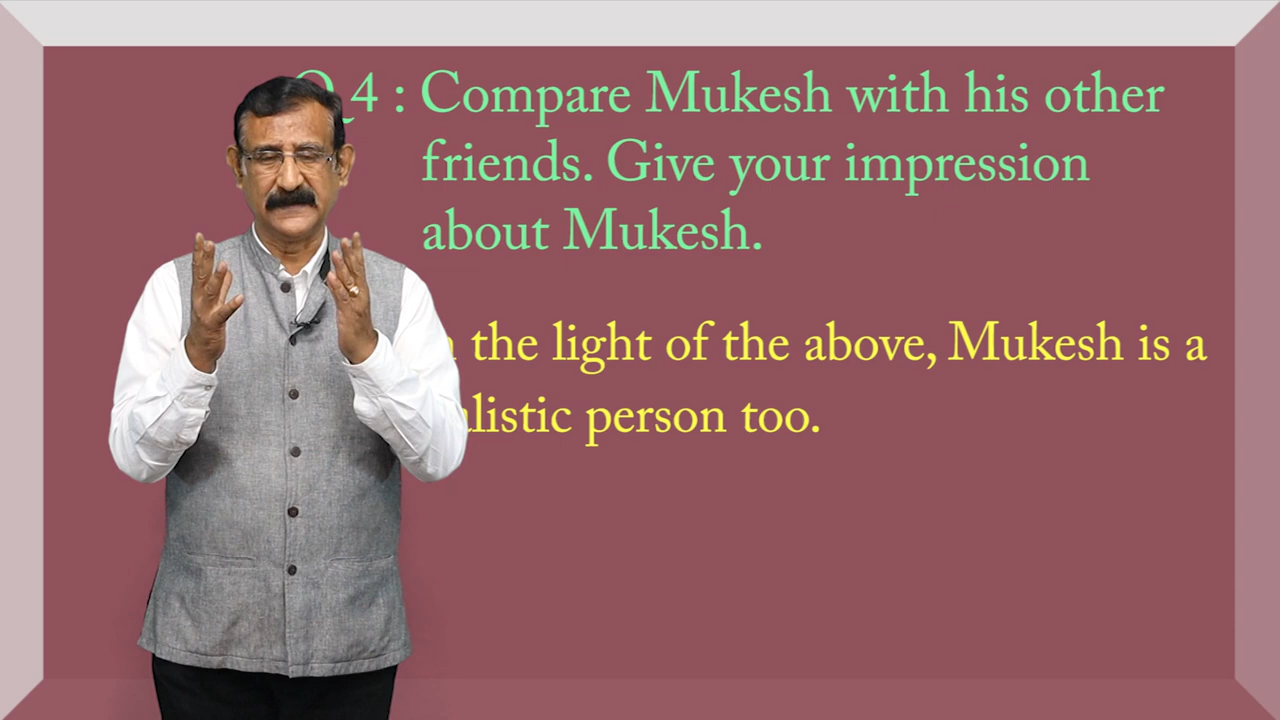 Q 4 : Compare Mukesh with his other
friends. Give your impression
about Mukesh.
the light of the above, Mukesh is a
person too.